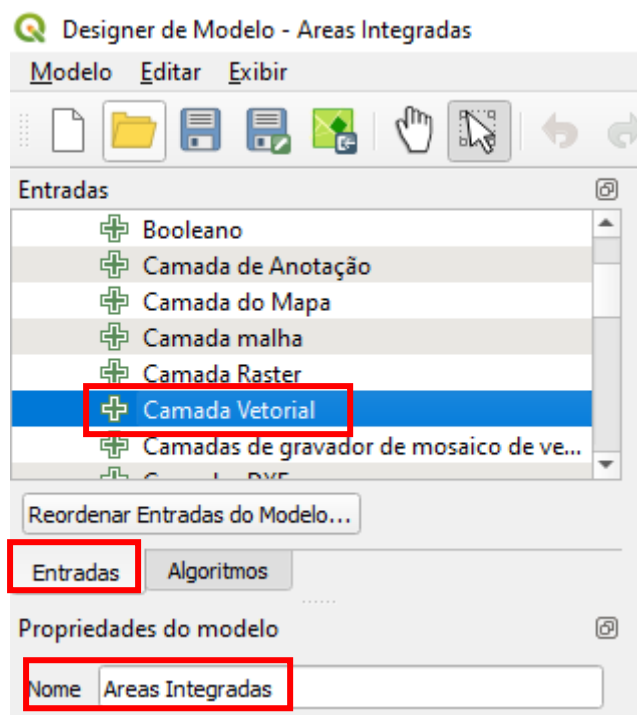 Designer de Modelo - Areas Integradas
Modelo Editar Exibir
Entradas
Booleano
Camada de Anotação
Camada do Mapa
Camada malha
Camada Raster
Camada Vetorial
Camadas de gravador de mosaico de ve...
Reordenar Entradas do Modelo...
Entradas Algoritmos
Propriedades do modelo
Nome Areas Integradas